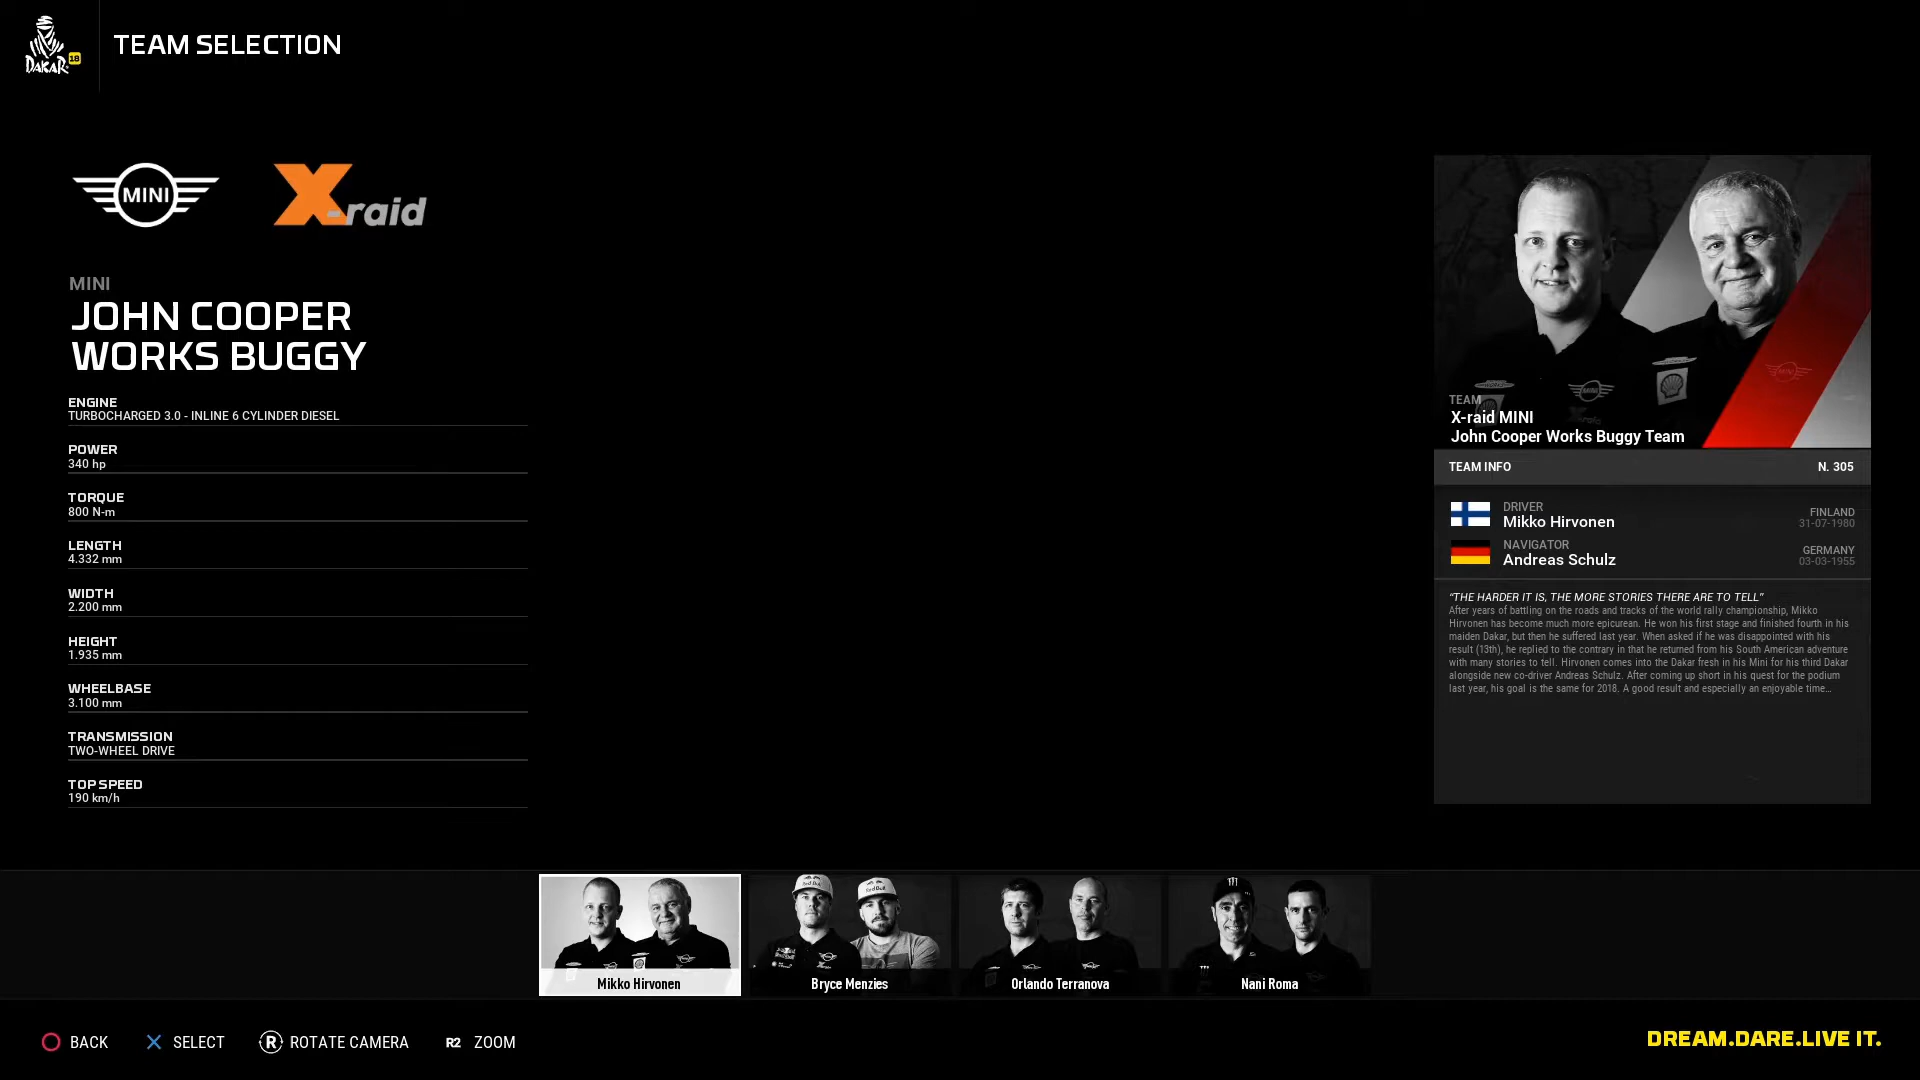 DAKAR 18
TEAM SELECTION
MINI
X-raid
MINI
JOHN COOPER
WORKS BUGGY
ENGINE
TURBOCHARGED 3.0 - INLINE 6 CYLINDER DIESEL
POWER
340 hp
TORQUE
800 N-m
LENGTH
4.332 mm
WIDTH
2.200 mm
HEIGHT
1.935 mm
WHEELBASE
3.100 mm
TRANSMISSION
TWO-WHEEL DRIVE
TOP SPEED
190 km/h
TEAM
X-raid MINI
John Cooper Works Buggy Team
TEAM INFO N. 305
DRIVER
Mikko Hirvonen
FINLAND
31-07-1980
NAVIGATOR
Andreas Schulz
GERMANY
03-03-1955
"THE HARDER IT IS, THE MORE STORIES THERE ARE TO TELL"
After years of battling on the roads and tracks of the world rally championship, Mikko
Hirvonen has become much more epicurean. He won his first stage and finished fourth in his
maiden Dakar, but then he suffered last year. When asked if he was disappointed with his
result (13th), he replied to the contrary in that he returned from his South American adventure
with many stories to tell. Hirvonen comes into the Dakar fresh in his Mini for his third Dakar
alongside new co-driver Andreas Schulz. After coming up short in his quest for the podium
last year, his goal is the same for 2018. A good result and especially an enjoyable time...
Mikko Hirvonen
Bryce Menzies
Orlando Terranova
Nani Roma
BACK
SELECT
R ROTATE CAMERA
R2 ZOOM
DREAM.DARE.LIVE IT.